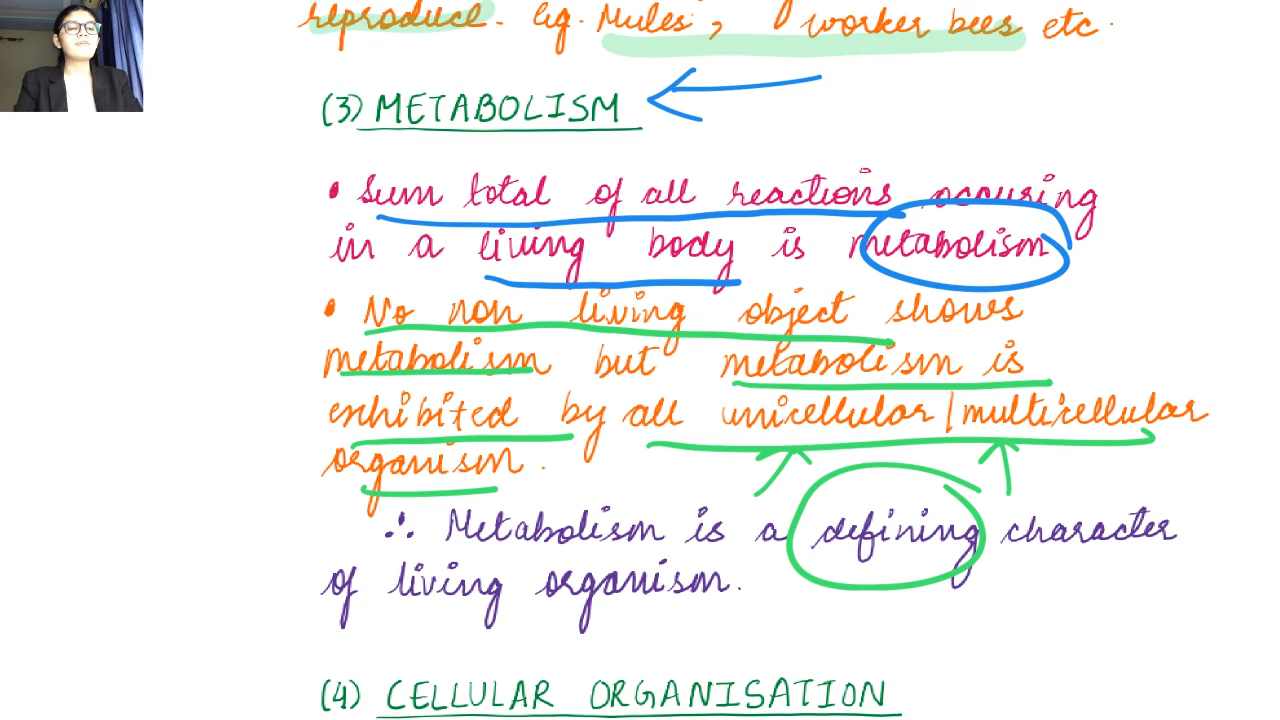 reproduce. Eg. Mules, worker bees etc.
(3) METABOLISM
• Sum total of all reactions occuring
in a living body is metabolism
• No non living object shows
metabolism but metabolism is
exhibited by all unicellular/multicellular
organism.
∴ Metabolism is a defining character
of living organism.
(4) CELLULAR ORGANISATION